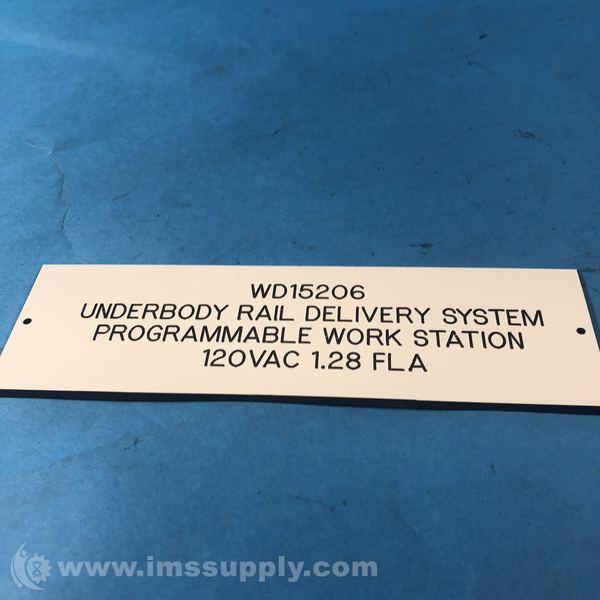 WD15206
UNDERBODY RAIL DELIVERY SYSTEM
PROGRAMMABLE WORK STATION
120VAC 1.28 FLA
www.imssupply.com